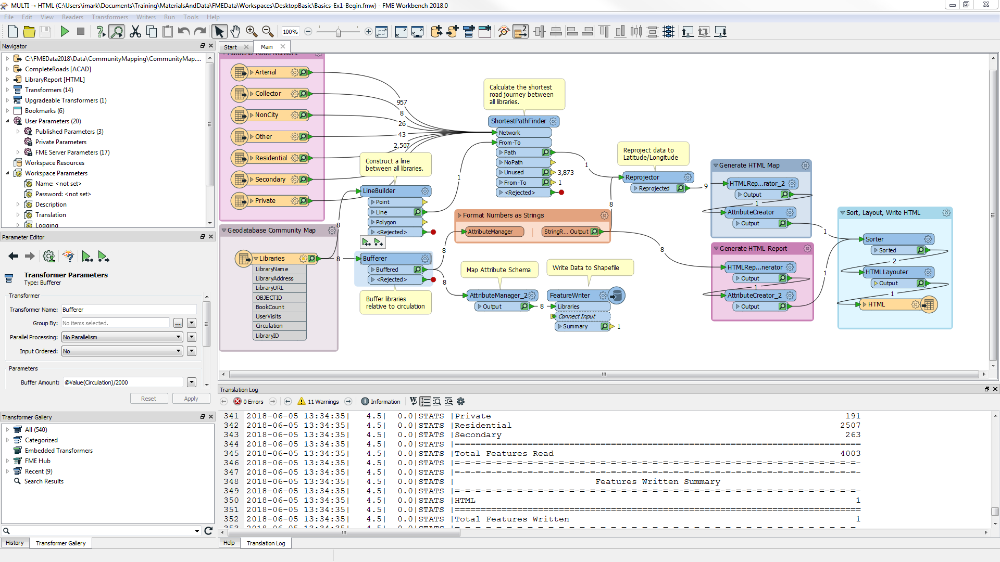 MULTI → HTML (C:\Users\imark\Documents\Training\MaterialsAndData\FMEData\Workspaces\DesktopBasic\Basics-Ex1-Begin.fmw) - FME Workbench 2018.0
File Edit View Readers Transformers Writers Run Tools Help
100%
2
Navigator
C:\FMEData2018\Data\CommunityMapping\CommunityMap....
CompleteRoads [ACAD]
LibraryReport [HTML]
Transformers (14)
Upgradeable Transformers (1)
Bookmarks (6)
User Parameters (20)
Published Parameters (3)
Private Parameters
FME Server Parameters (17)
Workspace Resources
Workspace Parameters
Name: <not set>
Password: <not set>
Description
Translation
Logging
Parameter Editor
Transformer Parameters
Type: Bufferer
Transformer
Transformer Name: Bufferer
Group By: No items selected.
...
Parallel Processing: No Parallelism
Input Ordered: No
Parameters
Buffer Amount: @Value(Circulation)/2000
Reset Apply
Transformer Gallery
All (540)
Categorized
Embedded Transformers
FME Hub
Recent (9)
Search Results
History Transformer Gallery
Start Main
AutoCAD Road Network
Arterial
Collector
NonCity
Other
Residential
Secondary
Private
957
8
26
43
2,507
Geodatabase Community Map
Libraries
LibraryName
LibraryAddress
LibraryURL
OBJECTID
BookCount
UserVisits
Circulation
LibraryID
8
8
Construct a line
between all libraries.
LineBuilder
Point
Line
Polygon
<Rejected>
1
Bufferer
Buffered
<Rejected>
8
8
Buffer libraries
relative to circulation
Calculate the shortest
road journey between
all libraries.
ShortestPathFinder
Network
From-To
Path
NoPath
Unused
3,873
From-To
1
<Rejected>
1
Format Numbers as Strings
AttributeManager
StringR... Output
8
8
Map Attribute Schema
AttributeManager_2
Output
8
Write Data to Shapefile
FeatureWriter
Libraries
Connect Input
Summary
1
Reproject data to
Latitude/Longitude
Reprojector
Reprojected
9
Generate HTML Map
HTMLRep...rator_2
Output
1
AttributeCreator
Output
1
Generate HTML Report
HTMLRep...nerator
Output
1
AttributeCreator_2
Output
1
Sort, Layout, Write HTML
Sorter
Sorted
2
HTMLLayouter
Output
1
HTML
Translation Log
0 Errors 11 Warnings Information
341 2018-06-05 13:34:35| 4.5| 0.0|STATS |Private 191
342 2018-06-05 13:34:35| 4.5| 0.0|STATS |Residential 2507
343 2018-06-05 13:34:35| 4.5| 0.0|STATS |Secondary 263
344 2018-06-05 13:34:35| 4.5| 0.0|STATS |==============================================================================
345 2018-06-05 13:34:35| 4.5| 0.0|STATS |Total Features Read 4003
346 2018-06-05 13:34:35| 4.5| 0.0|STATS |=-=-=-=-=-=-=-=-=-=-=-=-=-=-=-=-=-=-=-=-=-=-=-=-=-=-=-=-=-=-=-=-=-=-=-=-=-=-=-
347 2018-06-05 13:34:35| 4.5| 0.0|STATS |=-=-=-=-=-=-=-=-=-=-=-=-=-=-=-=-=-=-=-=-=-=-=-=-=-=-=-=-=-=-=-=-=-=-=-=-=-=-=-
348 2018-06-05 13:34:35| 4.5| 0.0|STATS | Features Written Summary
349 2018-06-05 13:34:35| 4.5| 0.0|STATS |=-=-=-=-=-=-=-=-=-=-=-=-=-=-=-=-=-=-=-=-=-=-=-=-=-=-=-=-=-=-=-=-=-=-=-=-=-=-=-
350 2018-06-05 13:34:35| 4.5| 0.0|STATS |HTML 1
351 2018-06-05 13:34:35| 4.5| 0.0|STATS |==============================================================================
352 2018-06-05 13:34:35| 4.5| 0.0|STATS |Total Features Written 1
Help Translation Log